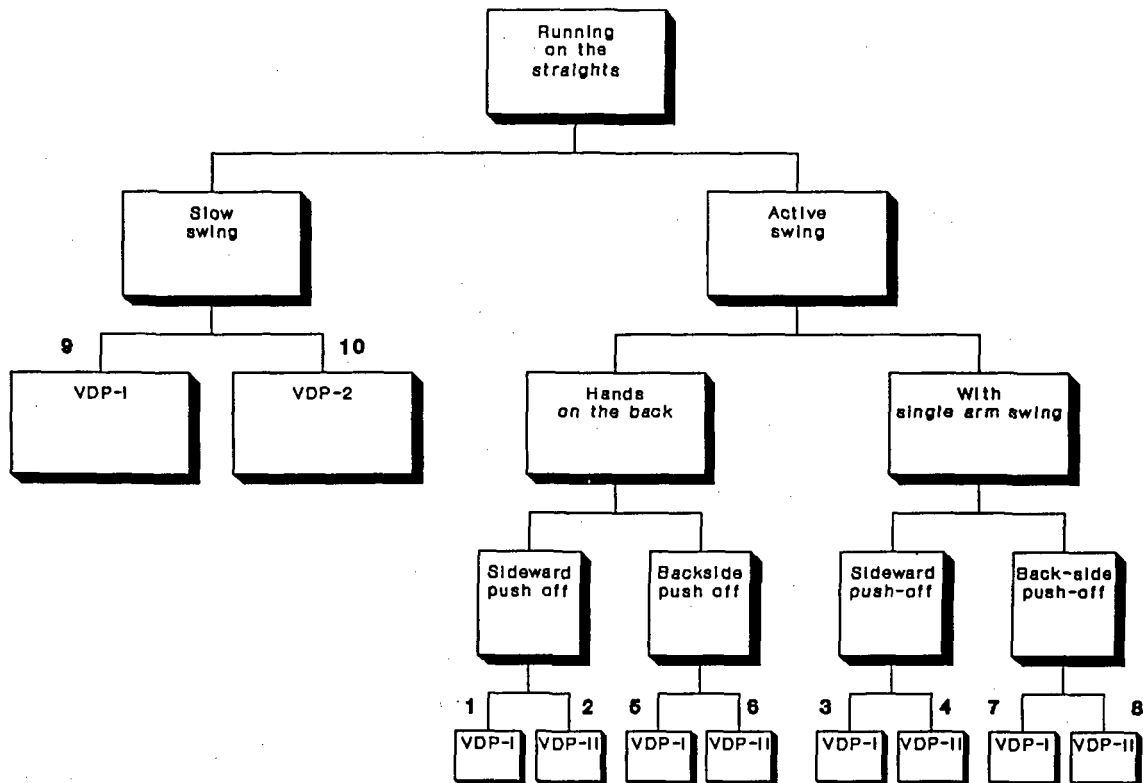 Running
on the
straights
Slow
swing
Active
swing
9
10
VDP-I
VDP-2
Hands
on the back
With
single arm swing
Sideward
push off
Backside
push off
Sideward
push-off
Back-side
push-off
1
2
5
6
3
4
7
8
VDP-I
VDP-II
VDP-I
VDP-II
VDP-I
VDP-II
VDP-I
VDP-II